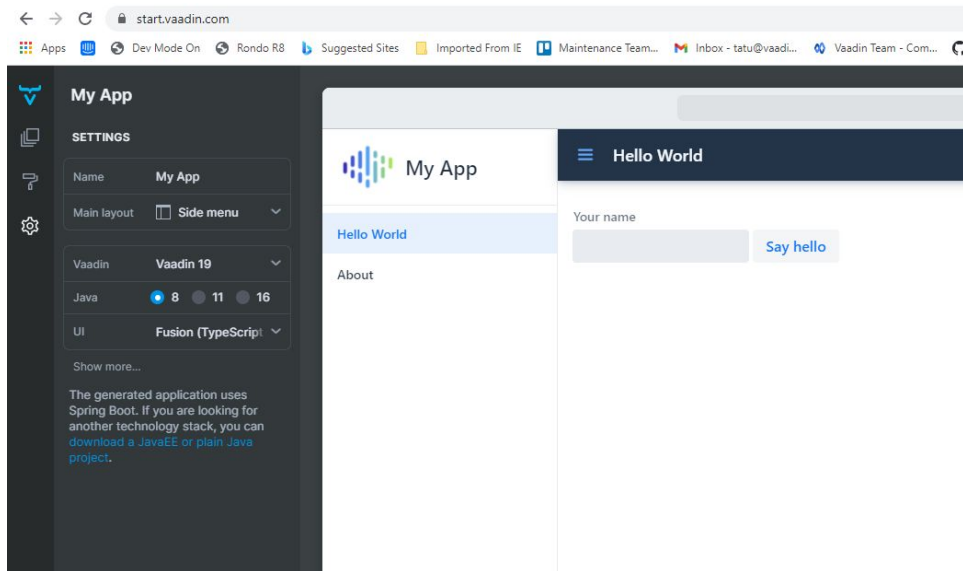 start.vaadin.com
Apps Dev Mode On Rondo R8 Suggested Sites Imported From IE Maintenance Team... Inbox - tatu@vaadi... Vaadin Team - Com...
My App
SETTINGS
Name My App
Main layout Side menu
Vaadin Vaadin 19
Java 8 11 16
UI Fusion (TypeScript
Show more...
The generated application uses
Spring Boot. If you are looking for
another technology stack, you can
download a JavaEE or plain Java
project.
My App
Hello World
About
Hello World
Your name
Say hello